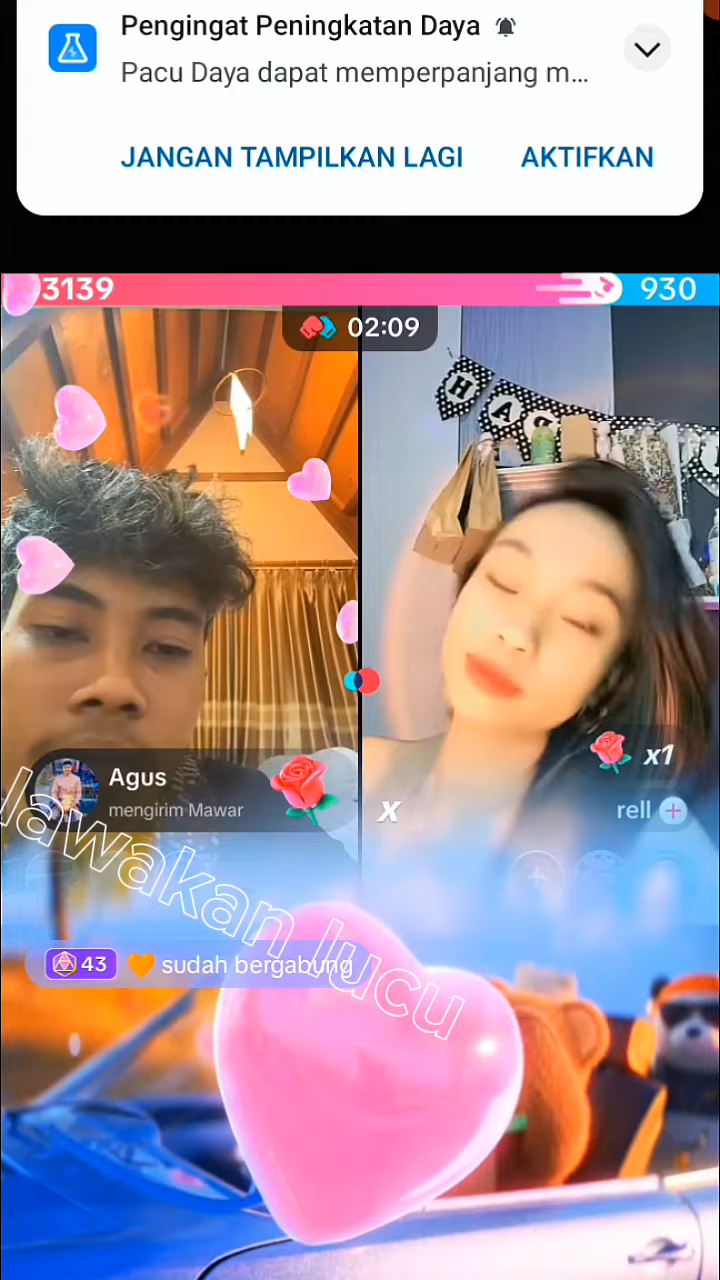 Pengingat Peningkatan Daya
Pacu Daya dapat memperpanjang m...
JANGAN TAMPILKAN LAGI
AKTIFKAN
3139
930
02:09
HA
Agus
mengirim Mawar
x1
X
rell +
lawakan lucu
43 🧡 sudah bergabung